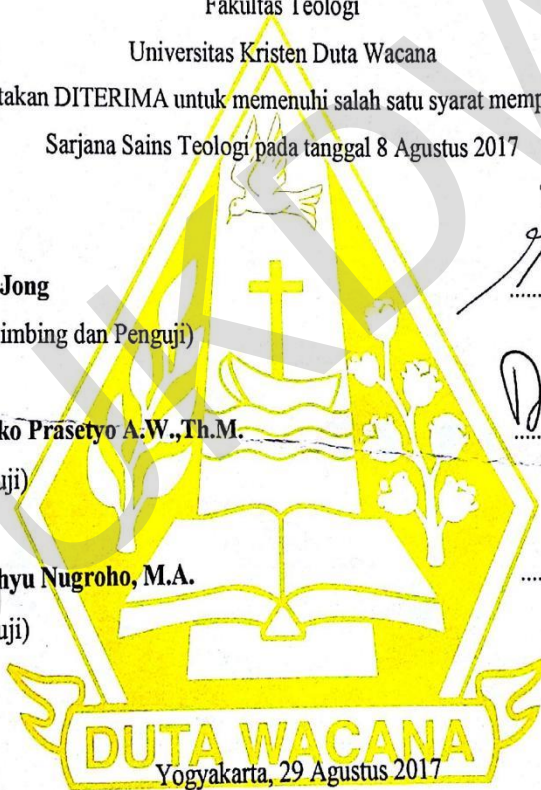 Fakultas Teologi
Universitas Kristen Duta Wacana
takan DITERIMA untuk memenuhi salah satu syarat memp
Sarjana Sains Teologi pada tanggal 8 Agustus 2017
Jong
imbing dan Penguji)
ko Prasetyo A.W.,Th.M.
uji)
hyu Nugroho, M.A.
uji)
DUTA WACANA
Yogyakarta, 29 Agustus 2017